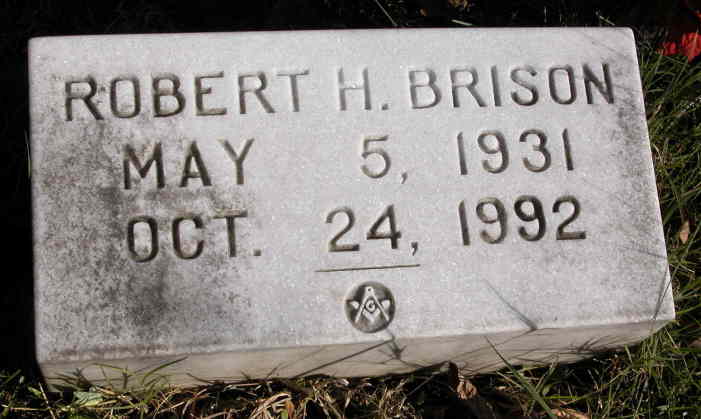 ROBERT H. BRISON
MAY 5, 1931
OCT. 24, 1992
G